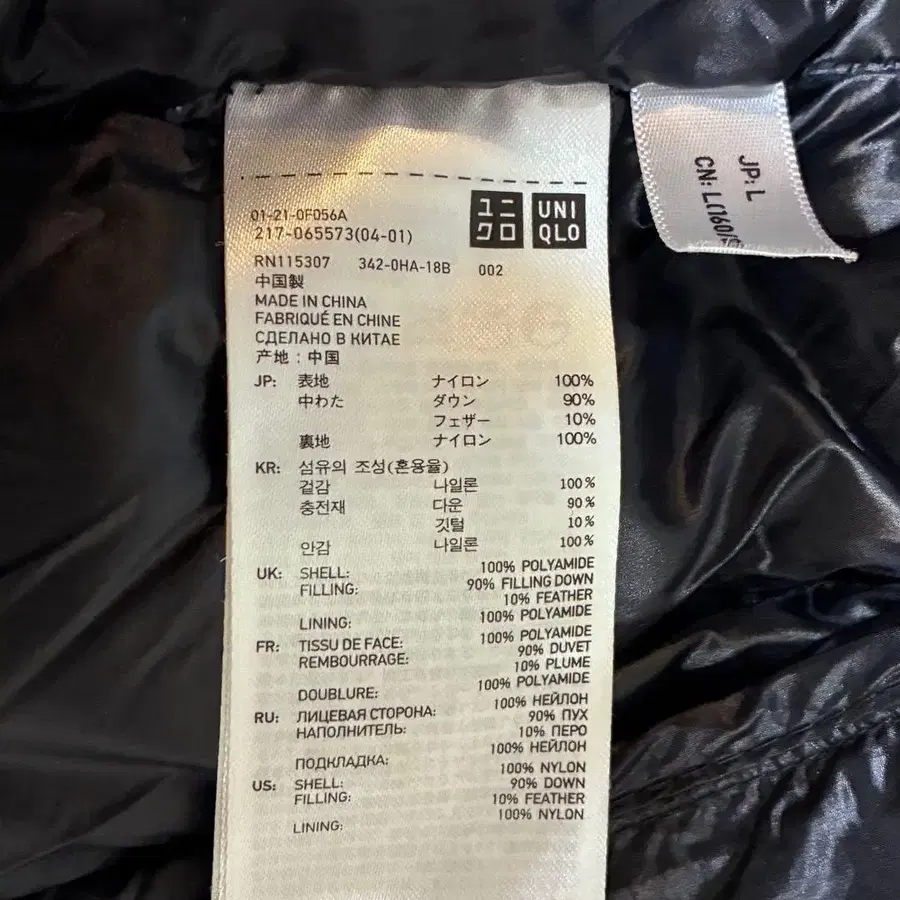 01-21-0F056A
217-065573(04-01)
ユニクロ
UNIQLO
RN115307 342-0HA-18B 002
中国製
MADE IN CHINA
FABRIQUÉ EN CHINE
СДЕЛАНО В КИТАЕ
产地：中国
JP: 表地 ナイロン 100%
中わた ダウン 90%
フェザー 10%
裏地 ナイロン 100%
KR: 섬유의 조성(혼용율)
겉감 나일론 100%
충전재 다운 90%
깃털 10%
안감 나일론 100%
UK: SHELL: 100% POLYAMIDE
FILLING: 90% FILLING DOWN
10% FEATHER
LINING: 100% POLYAMIDE
FR: TISSU DE FACE: 100% POLYAMIDE
REMBOURRAGE: 90% DUVET
10% PLUME
DOUBLURE: 100% POLYAMIDE
RU: ЛИЦЕВАЯ СТОРОНА: 100% НЕЙЛОН
НАПОЛНИТЕЛЬ: 90% ПУХ
10% ПЕРО
ПОДКЛАДКА: 100% НЕЙЛОН
US: SHELL: 100% NYLON
FILLING: 90% DOWN
10% FEATHER
LINING: 100% NYLON
JP: L
CN: L(160/